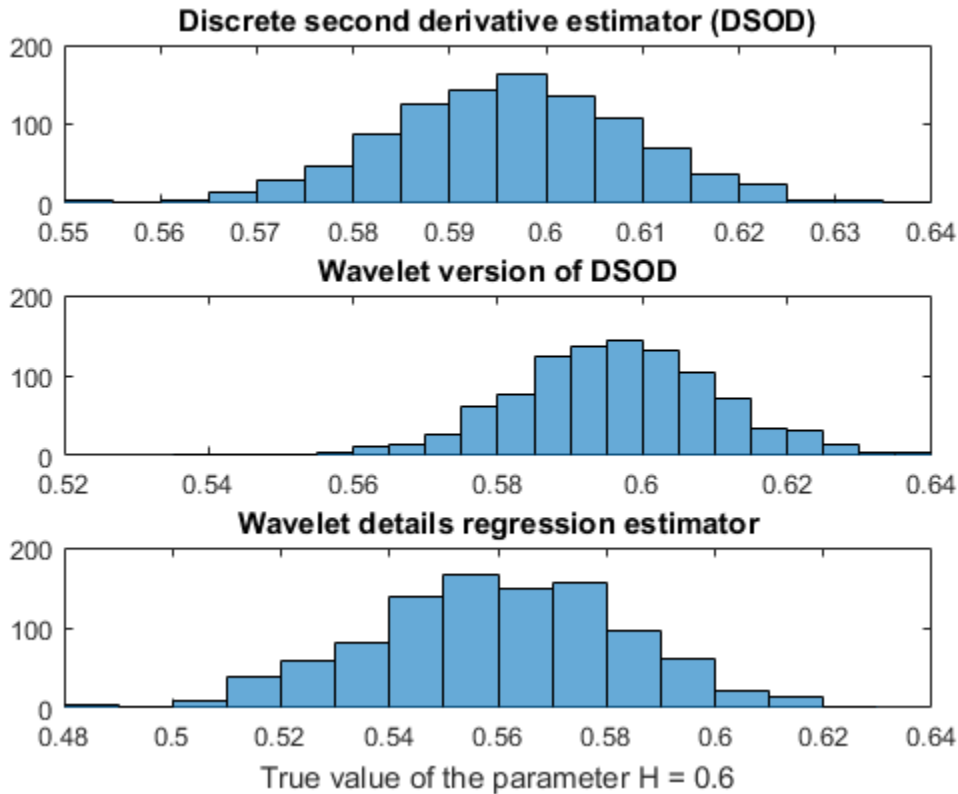 Discrete second derivative estimator (DSOD)
200
100
0
0.55 0.56 0.57 0.58 0.59 0.6 0.61 0.62 0.63 0.64
Wavelet version of DSOD
200
100
0
0.52 0.54 0.56 0.58 0.6 0.62 0.64
Wavelet details regression estimator
200
100
0
0.48 0.5 0.52 0.54 0.56 0.58 0.6 0.62 0.64
True value of the parameter H = 0.6